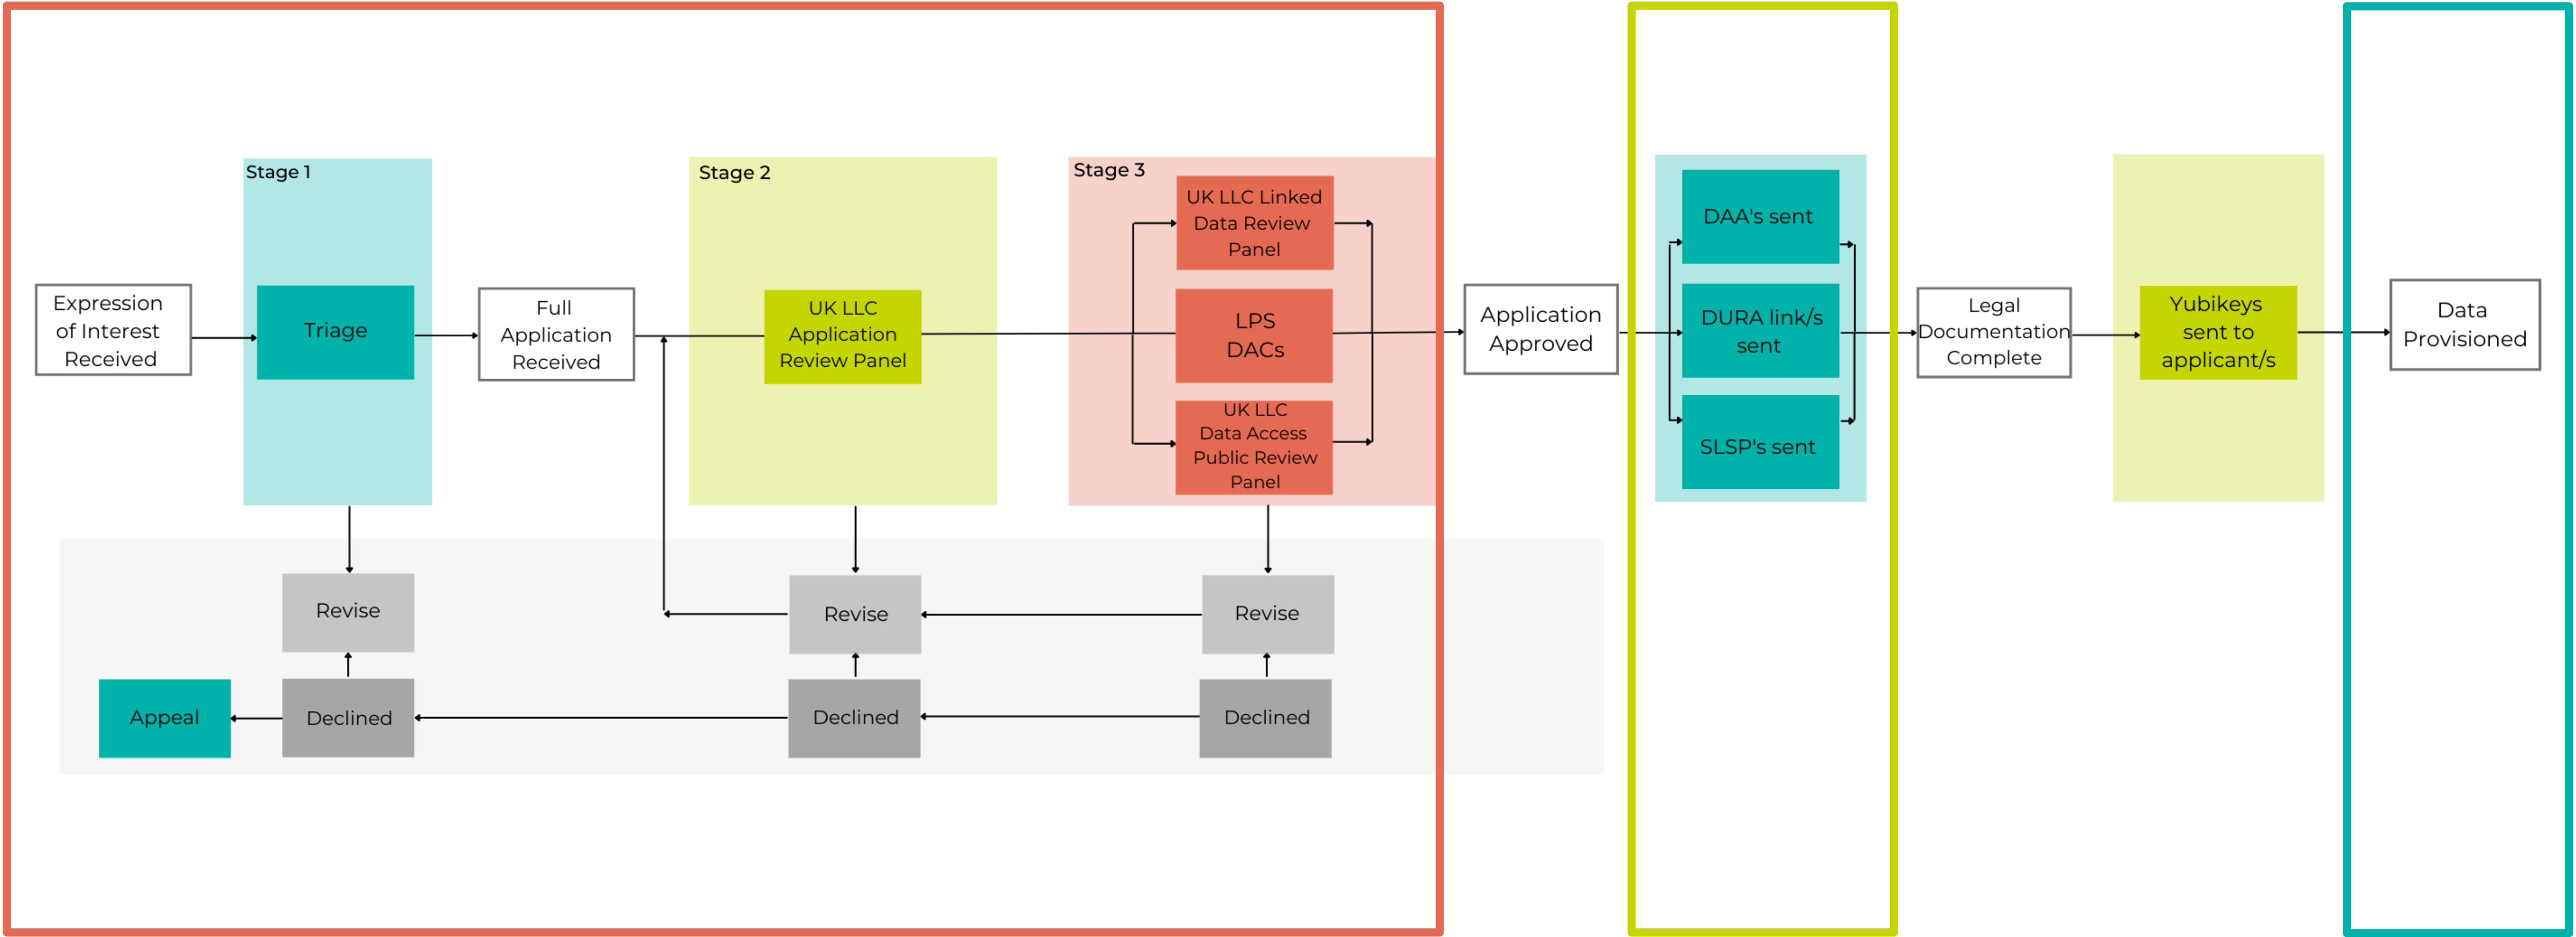 Stage 1
Stage 2
Stage 3
Expression
of Interest
Received
Triage
Full
Application
Received
UK LLC
Application
Review Panel
UK LLC Linked
Data Review
Panel
LPS
DACs
UK LLC
Data Access
Public Review
Panel
Application
Approved
DAA's sent
DURA link/s
sent
SLSP's sent
Legal
Documentation
Complete
Yubikeys
sent to
applicant/s
Data
Provisioned
Revise
Revise
Revise
Appeal
Declined
Declined
Declined